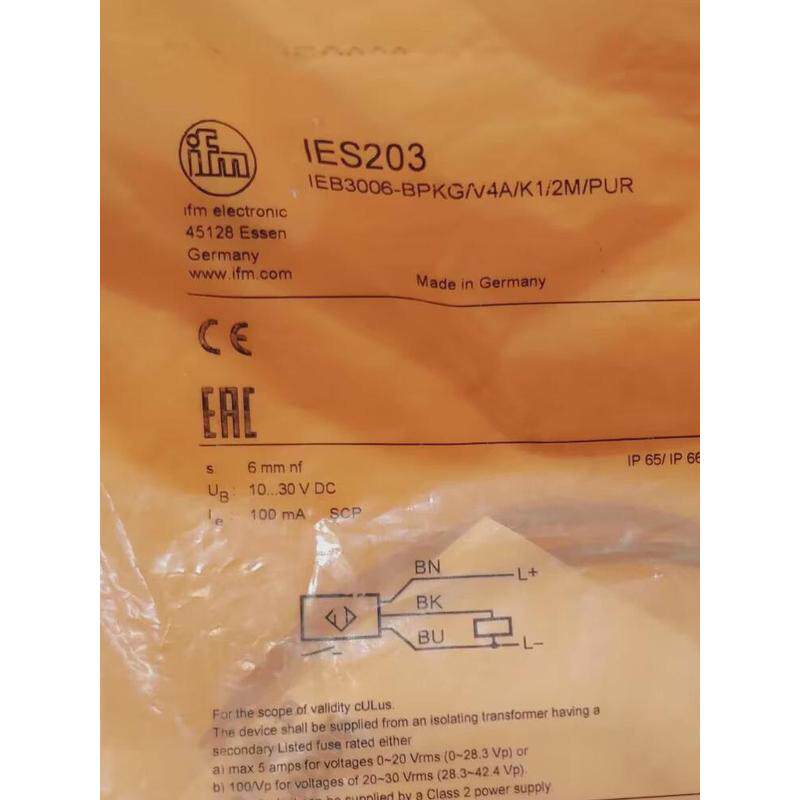 ifm
IES203
IEB3006-BPKG/V4A/K1/2M/PUR
ifm electronic
45128 Essen
Germany
www.ifm.com
Made in Germany
CE
EAC
s 6 mm nf
IP 65/ IP 66
UB: 10...30 V DC
Ie: 100 mA SCP
BN
L+
BK
BU
L–
For the scope of validity cULus.
The device shall be supplied from an isolating transformer having a
secondary Listed fuse rated either
a) max 5 amps for voltages 0~20 Vrms (0~28.3 Vp) or
b) 100/Vp for voltages of 20~30 Vrms (28.3~42.4 Vp).
be supplied by a Class 2 power supply